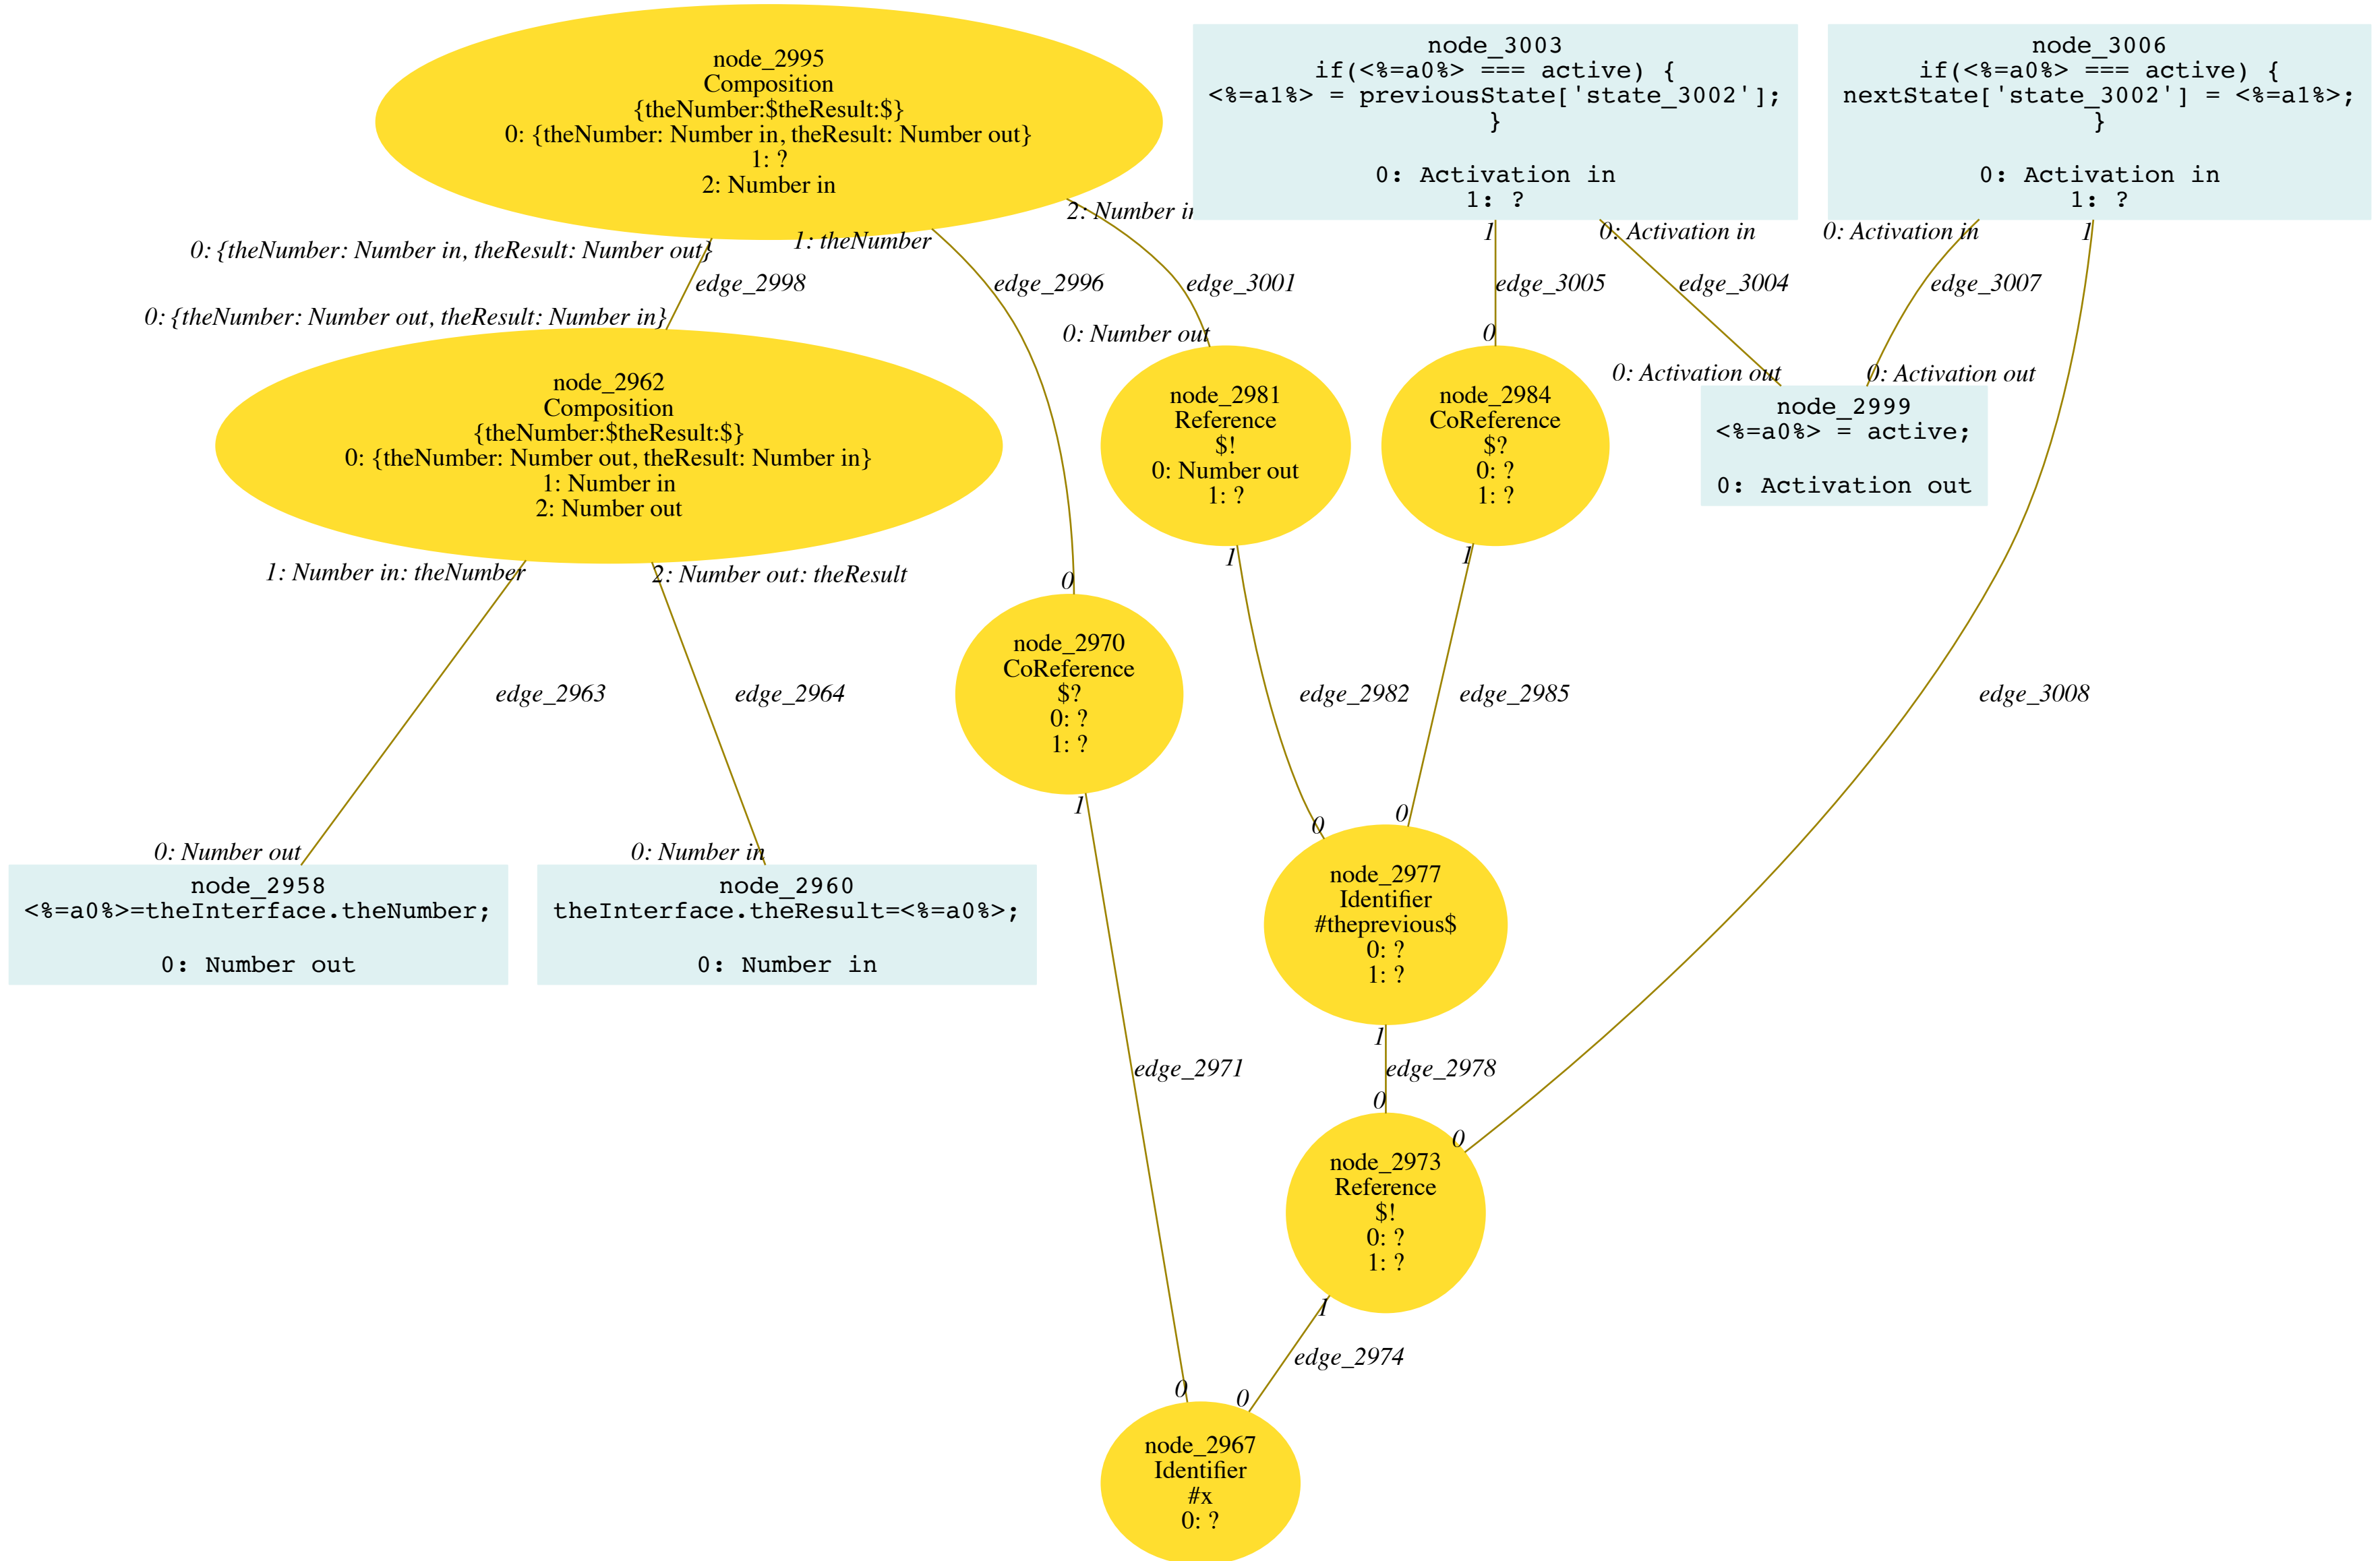 node_2995
Composition
{theNumber:$theResult:$}
0: {theNumber: Number in, theResult: Number out}
1: ?
2: Number in
node_3003
if(<%=a0%> === active) {
<%=a1%> = previousState['state_3002'];
}
0: Activation in
1: ?
node_3006
if(<%=a0%> === active) {
nextState['state_3002'] = <%=a1%>;
}
0: Activation in
1: ?
0: {theNumber: Number in, theResult: Number out}
1: theNumber
2: Number in
1
0: Activation in
0: Activation in
1
edge_2998
edge_2996
edge_3001
edge_3005
edge_3004
edge_3007
0: {theNumber: Number out, theResult: Number in}
0: Number out
0
0: Activation out
0: Activation out
node_2962
Composition
{theNumber:$theResult:$}
0: {theNumber: Number out, theResult: Number in}
1: Number in
2: Number out
node_2981
Reference
$!
0: Number out
1: ?
node_2984
CoReference
$?
0: ?
1: ?
node_2999
<%=a0%> = active;
0: Activation out
1: Number in: theNumber
2: Number out: theResult
0
1
1
node_2970
CoReference
$?
0: ?
1: ?
edge_2963
edge_2964
edge_2982
edge_2985
edge_3008
0: Number out
0: Number in
1
0
0
node_2958
<%=a0%>=theInterface.theNumber;
0: Number out
node_2960
theInterface.theResult=<%=a0%>;
0: Number in
node_2977
Identifier
#theprevious$
0: ?
1: ?
1
edge_2971
edge_2978
0
0
node_2973
Reference
$!
0: ?
1: ?
1
edge_2974
0
0
node_2967
Identifier
#x
0: ?